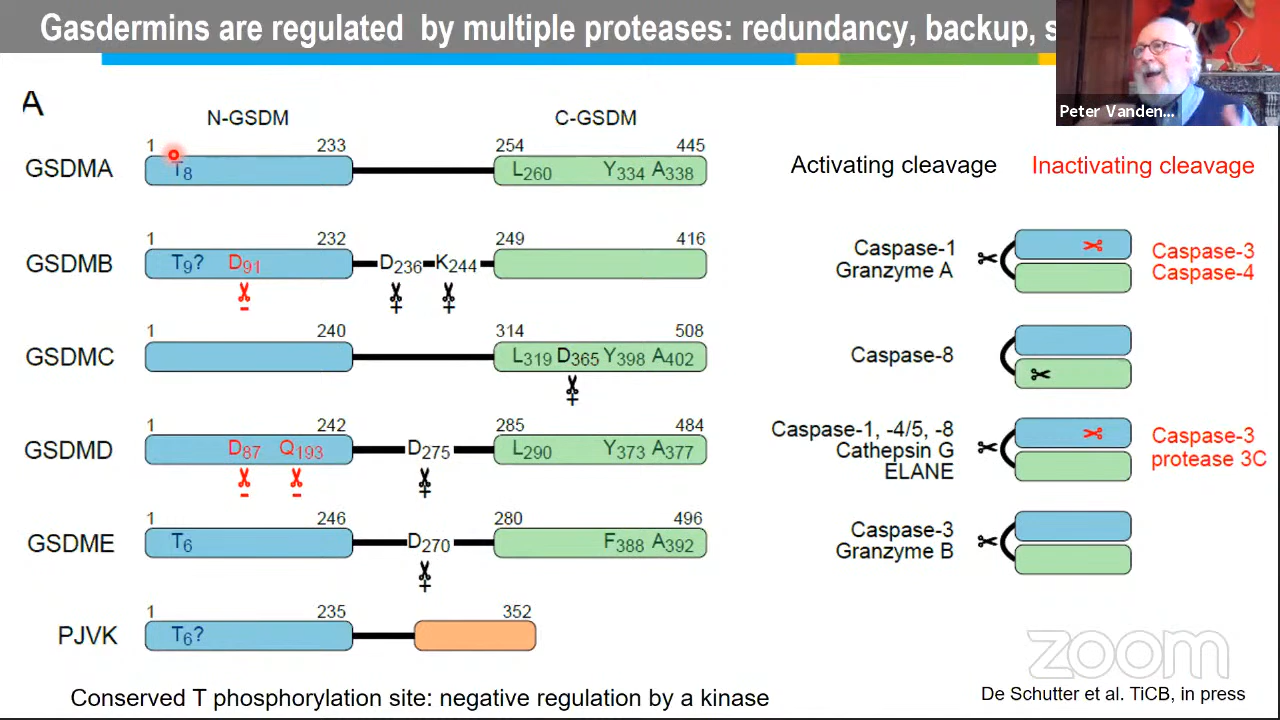 Gasdermins are regulated by multiple proteases: redundancy, backup, s
Peter Vanden...
A
N-GSDM
C-GSDM
1 233 254 445
GSDMA T8 L260 Y334 A338
Activating cleavage Inactivating cleavage
1 232 249 416
GSDMB T9? D91 D236 K244
- + +
Caspase-1
Granzyme A
Caspase-3
Caspase-4
1 240 314 508
GSDMC L319 D365 Y398 A402
+
Caspase-8
1 242 285 484
GSDMD D87 Q193 D275 L290 Y373 A377
- - +
Caspase-1, -4/5, -8
Cathepsin G
ELANE
Caspase-3
protease 3C
1 246 280 496
GSDME T6 D270 F388 A392
+
Caspase-3
Granzyme B
1 235 352
PJVK T6?
zoom
Conserved T phosphorylation site: negative regulation by a kinase
De Schutter et al. TiCB, in press